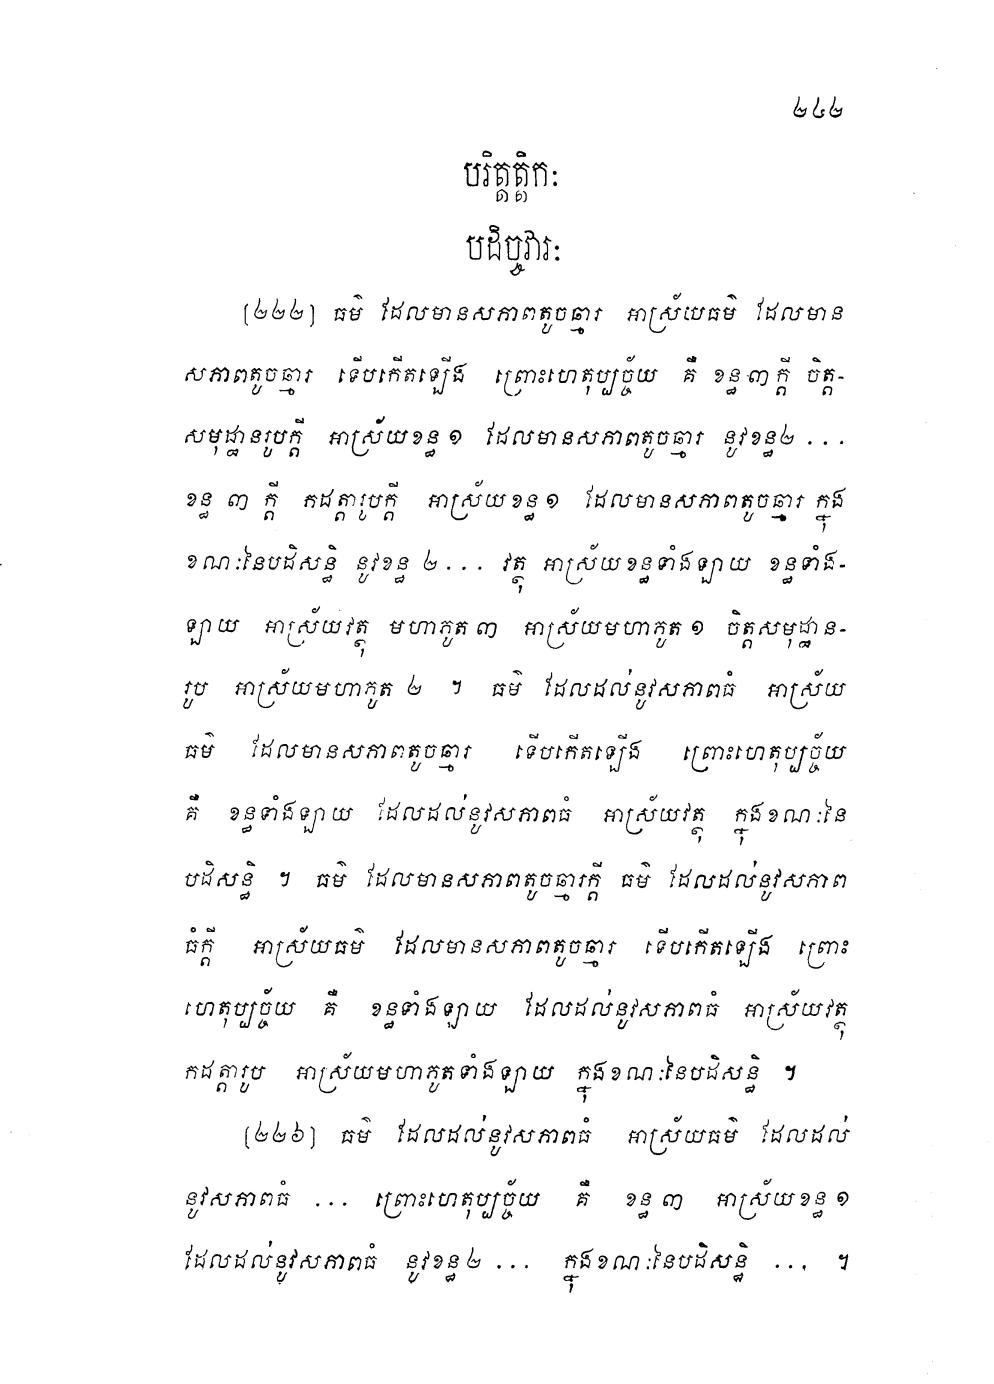 ២៤២
បរិត្តត្តិកៈ
បដិច្ចវារៈ
[២២៥] ធម៌ ដែលមានសភាពតូចឆ្មារ អាស្រ័យធម៌ ដែលមាន
សភាពតូចឆ្មារ ទើបកើតឡើង ព្រោះហេតុប្បច្ច័យ គឺ ខន្ធ ៣ ក្តី ចិត្ត-
សមុដ្ឋានរូបក្តី អាស្រ័យខន្ធ ១ ដែលមានសភាពតូចឆ្មារ នូវខន្ធ ២ ...
ខន្ធ ៣ ក្តី កដត្តារូបក្តី អាស្រ័យខន្ធ ១ ដែលមានសភាពតូចឆ្មារ ក្នុង
ខណៈនៃបដិសន្ធិ នូវខន្ធ ២ ... វត្ថុ អាស្រ័យខន្ធទាំងឡាយ ខន្ធទាំង-
ឡាយ អាស្រ័យវត្ថុ មហាភូត ៣ អាស្រ័យមហាភូត ១ ចិត្តសមុដ្ឋាន-
រូប អាស្រ័យមហាភូត ២ ។ ធម៌ ដែលដល់នូវសភាពធំ អាស្រ័យ
ធម៌ ដែលមានសភាពតូចឆ្មារ ទើបកើតឡើង ព្រោះហេតុប្បច្ច័យ
គឺ ខន្ធទាំងឡាយ ដែលដល់នូវសភាពធំ អាស្រ័យវត្ថុ ក្នុងខណៈនៃ
បដិសន្ធិ ។ ធម៌ ដែលមានសភាពតូចឆ្មារក្តី ធម៌ ដែលដល់នូវសភាព
ធំក្តី អាស្រ័យធម៌ ដែលមានសភាពតូចឆ្មារ ទើបកើតឡើង ព្រោះ
ហេតុប្បច្ច័យ គឺ ខន្ធទាំងឡាយ ដែលដល់នូវសភាពធំ អាស្រ័យវត្ថុ
កដត្តារូប អាស្រ័យមហាភូតទាំងឡាយ ក្នុងខណៈនៃបដិសន្ធិ ។
[២២៦] ធម៌ ដែលដល់នូវសភាពធំ អាស្រ័យធម៌ ដែលដល់
នូវសភាពធំ ... ព្រោះហេតុប្បច្ច័យ គឺ ខន្ធ ៣ អាស្រ័យខន្ធ ១
ដែលដល់នូវសភាពធំ នូវខន្ធ ២ ... ក្នុងខណៈនៃបដិសន្ធិ ... ។